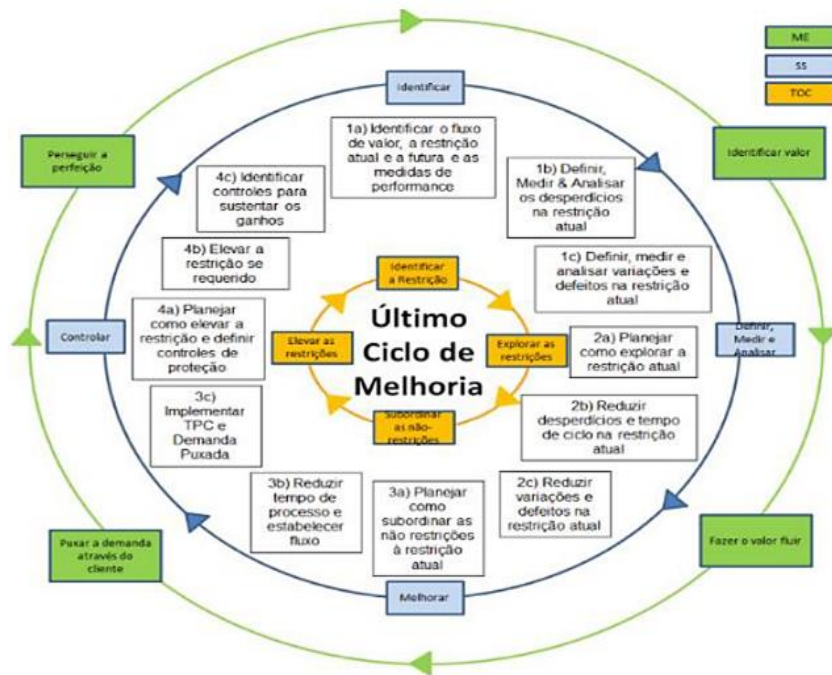 ME
SS
TOC
Identificar
Identificar valor
Perseguir a
perfeição
1a) Identificar o fluxo
de valor, a restrição
atual e a futura e as
medidas de
performance
1b) Definir,
Medir & Analisar
os desperdícios
na restrição
atual
1c) Definir, medir e
analisar variações e
defeitos na restrição
atual
Definir,
Medir e
Analisar
2a) Planejar
como explorar a
restrição atual
2b) Reduzir
desperdícios e tempo
de ciclo na restrição
atual
2c) Reduzir
variações e
defeitos na
restrição atual
Fazer o valor fluir
Melhorar
3a) Planejar
como
subordinar as
não restrições
à restrição
atual
3b) Reduzir
tempo de
processo e
estabelecer
fluxo
3c)
Implementar
TPC e
Demanda
Puxada
Puxar a demanda
através do
cliente
Controlar
4a) Planejar
como elevar a
restrição e definir
controles de
proteção
4b) Elevar a
restrição se
requerido
4c) Identificar
controles para
sustentar os
ganhos
Identificar
a Restrição
Explorar as
restrições
Subordinar
as não-
restrições
Elevar as
restrições
Último
Ciclo de
Melhoria